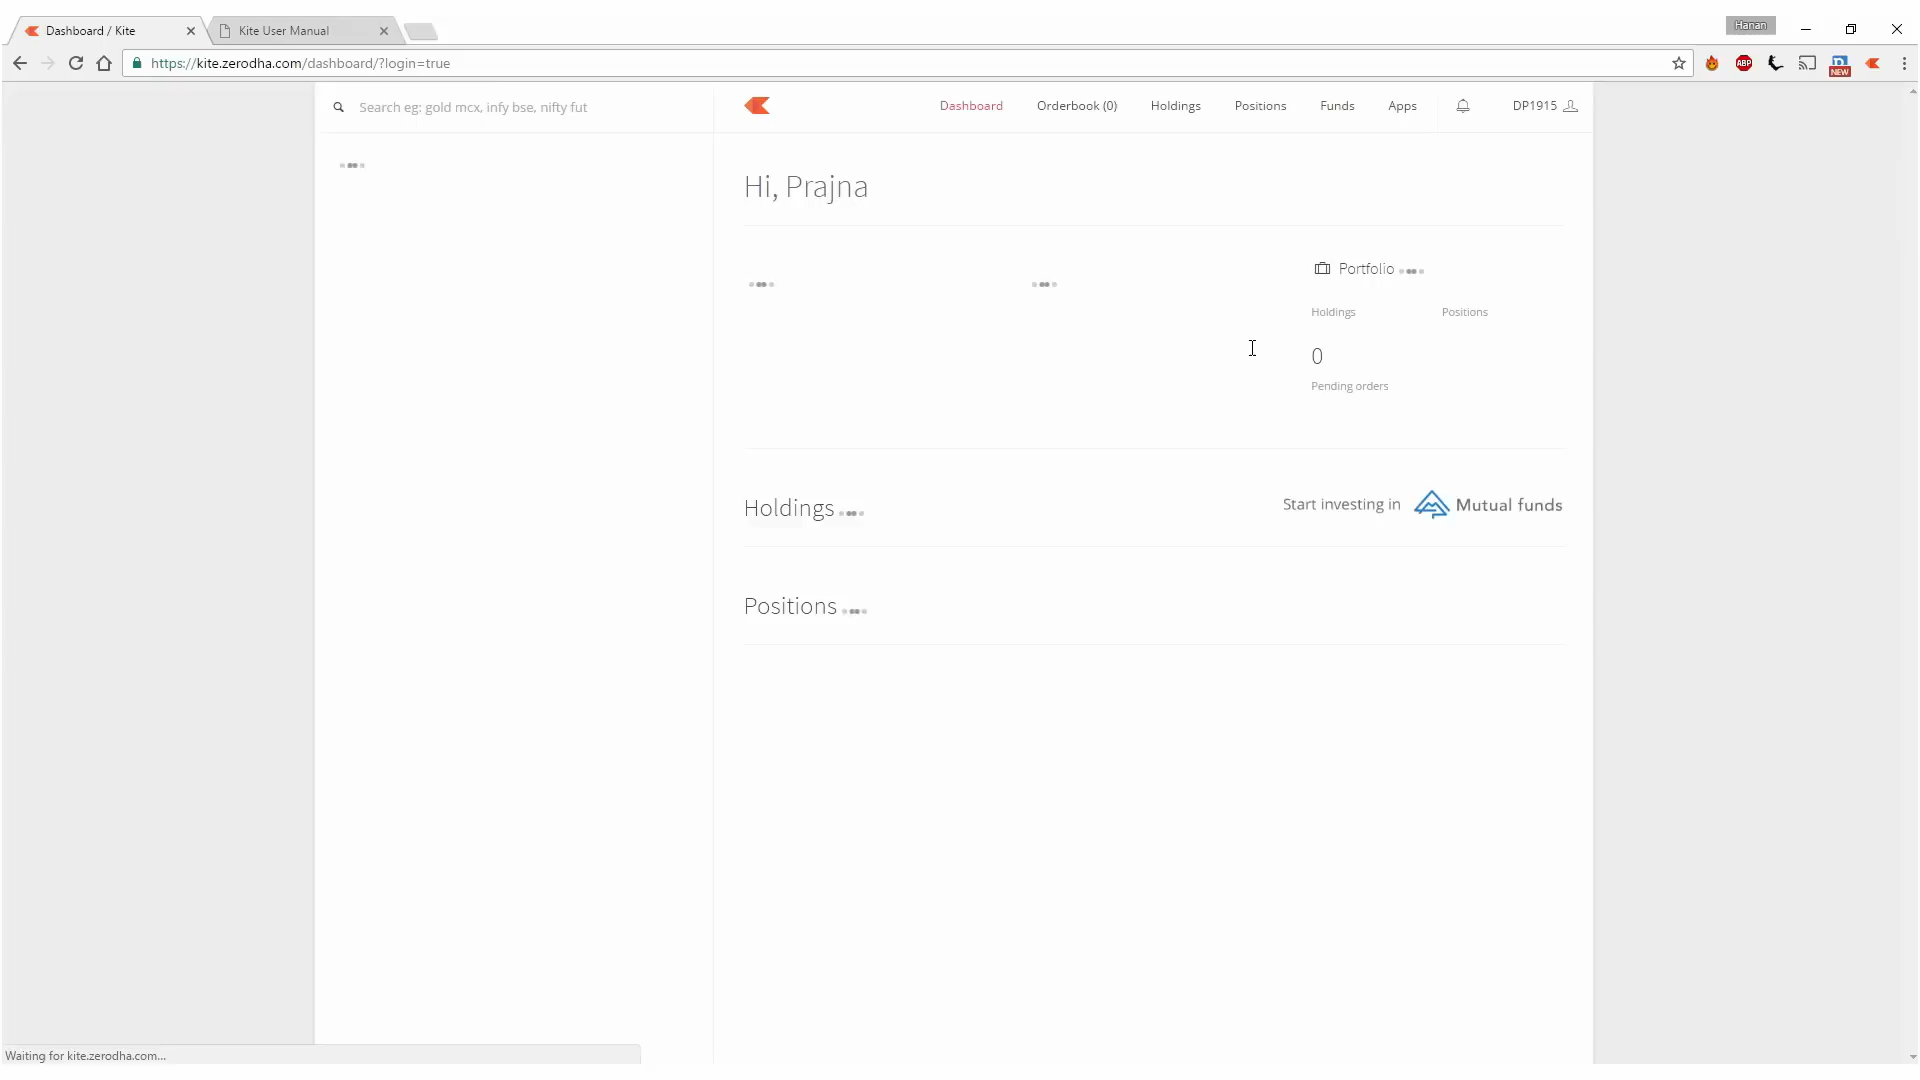 Dashboard / Kite
Kite User Manual
Hanan
https://kite.zerodha.com/dashboard/?login=true
ABP
NEW
Search eg: gold mcx, infy bse, nifty fut
Dashboard
Orderbook (0)
Holdings
Positions
Funds
Apps
DP1915
Hi, Prajna
Portfolio
Holdings
Positions
0
Pending orders
Holdings
Start investing in
Mutual funds
Positions
Waiting for kite.zerodha.com...